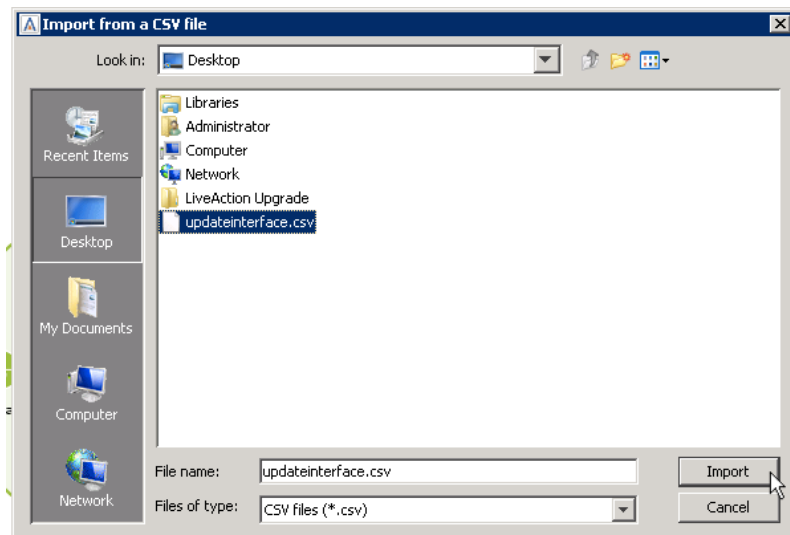 Import from a CSV file
Look in:
Desktop
Recent Items
Desktop
My Documents
Computer
Network
Libraries
Administrator
Computer
Network
LiveAction Upgrade
updateinterface.csv
File name:
updateinterface.csv
Import
Files of type:
CSV files (*.csv)
Cancel